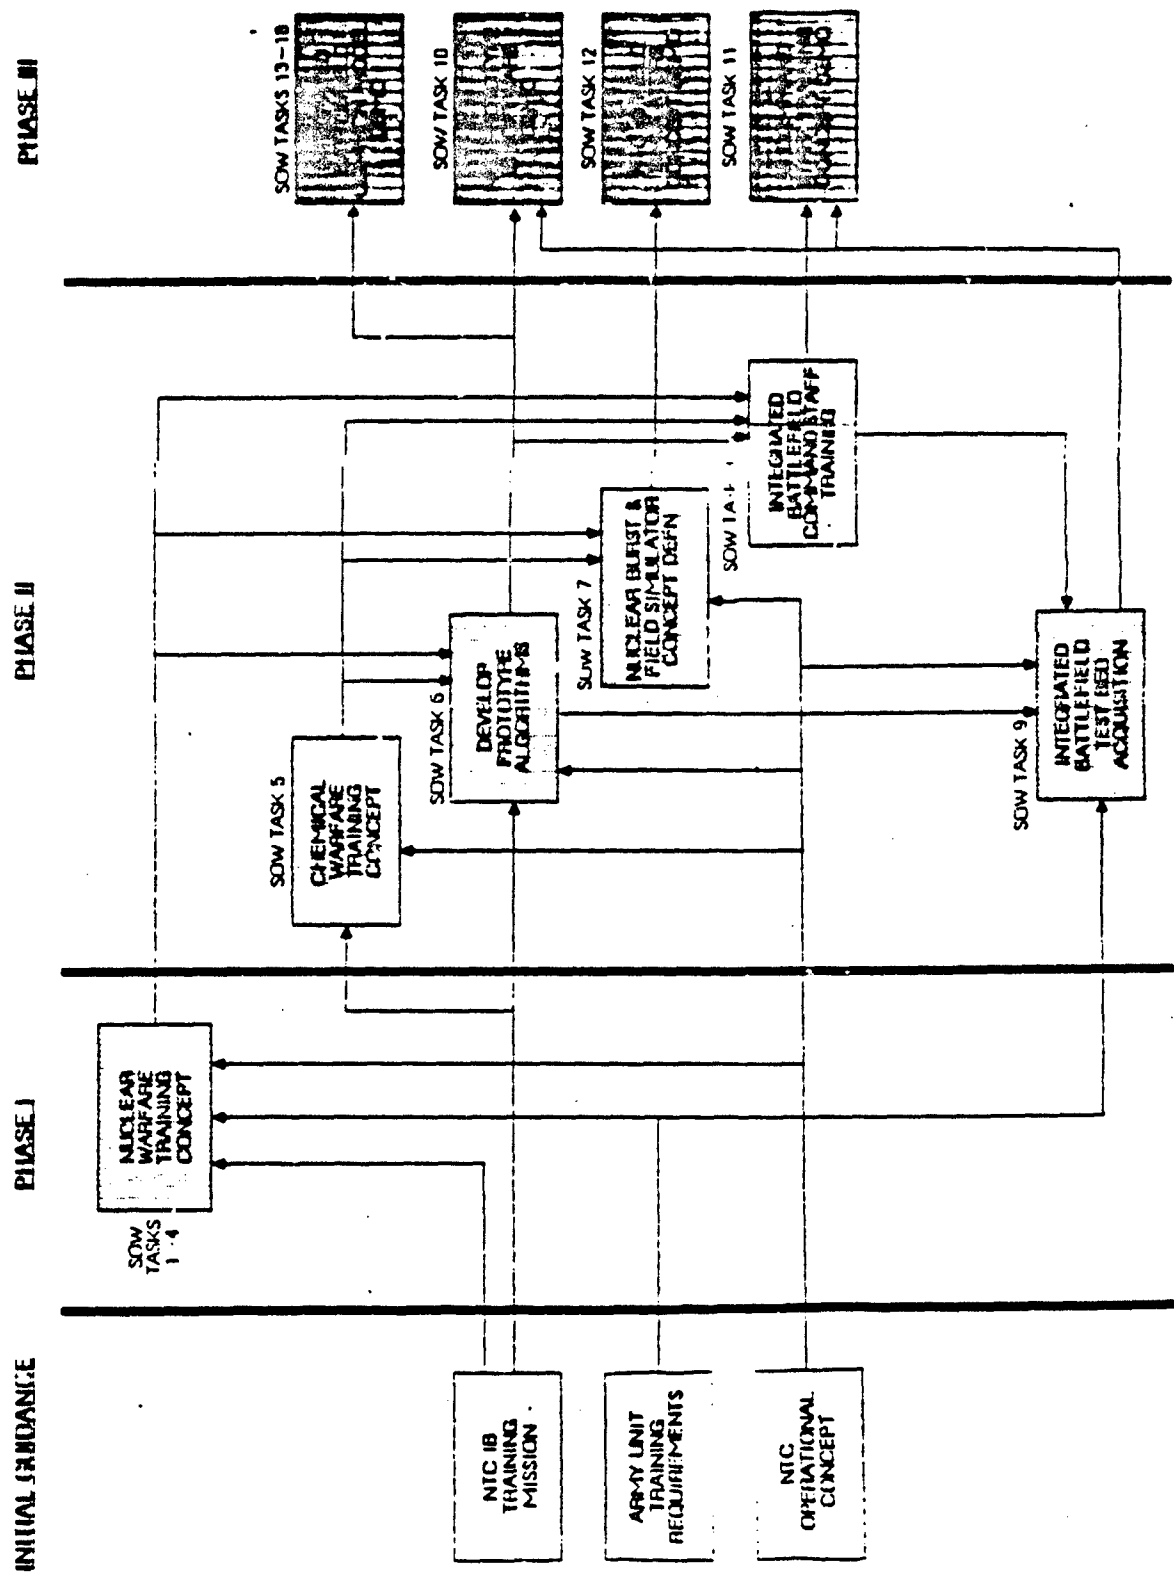 INITIAL GUIDANCE
PHASE I
PHASE II
PHASE III
NTC IB
TRAINING
MISSION
ARMY UNIT
TRAINING
REQUIREMENTS
NTC
OPERATIONAL
CONCEPT
SOW
TASKS
1-4
NUCLEAR
WARFARE
TRAINING
CONCEPT
SOW TASK 5
CHEMICAL
WARFARE
TRAINING
CONCEPT
SOW TASK 6
DEVELOP
PROTOTYPE
ALGORITHMS
SOW TASK 7
NUCLEAR BURST &
FIELD SIMULATOR
CONCEPT DEFN
SOW
INTEGRATED
BATTLEFIELD
COMMAND STAFF
TRAINING
SOW TASK 9
INTEGRATED
BATTLEFIELD
TEST BED
ACQUISITION
SOW TASKS 13-18
SOW TASK 10
SOW TASK 12
SOW TASK 11
DEMO